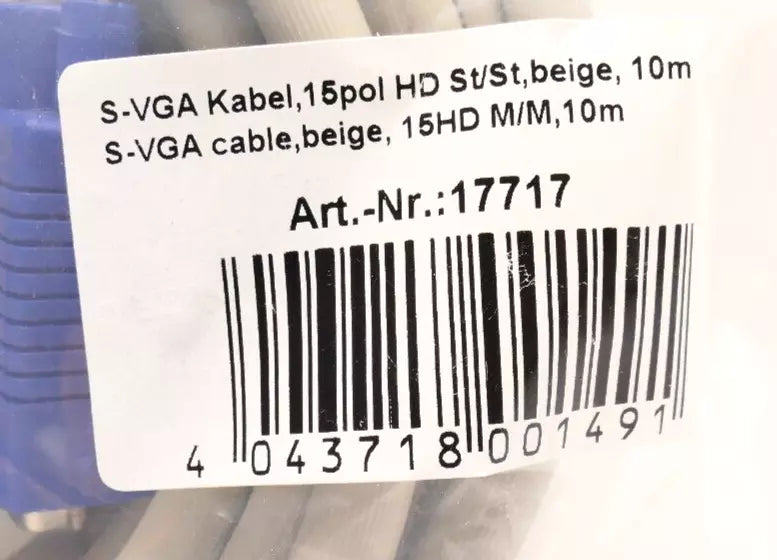 S-VGA Kabel,15pol HD St/St,beige, 10m
S-VGA cable,beige, 15HD M/M,10m
Art.-Nr.:17717
4 043718 001491